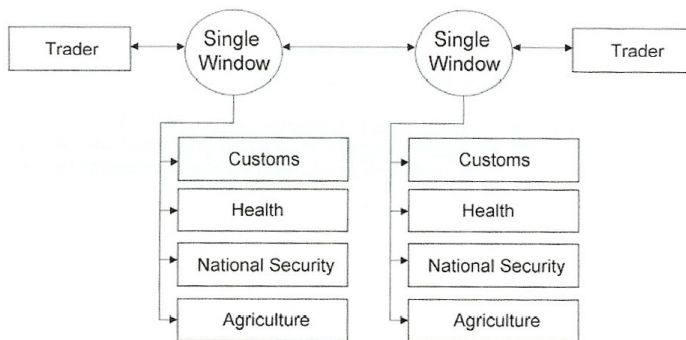 Trader
Single
Window
Single
Window
Trader
Customs
Health
National Security
Agriculture
Customs
Health
National Security
Agriculture